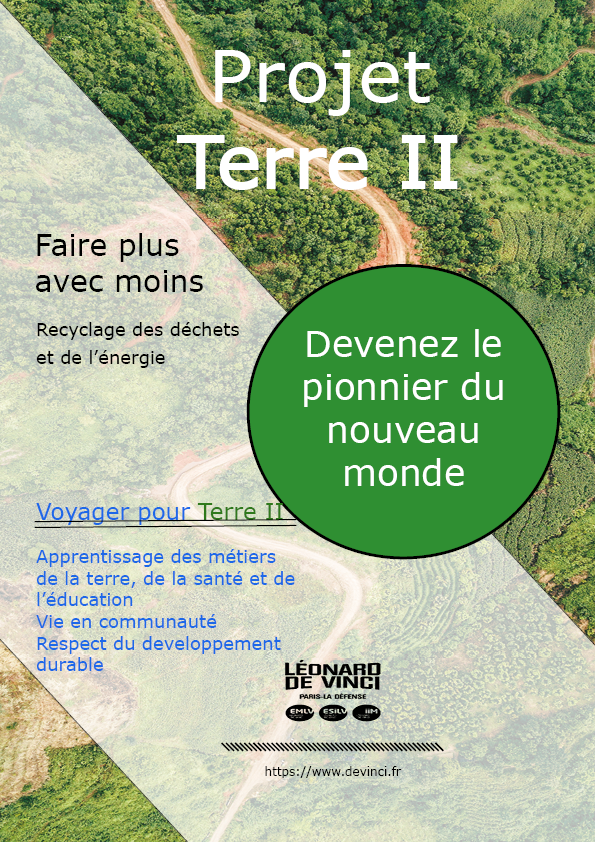 Projet
Terre II
Faire plus
avec moins
Recyclage des déchets
et de l’énergie
Devenez le
pionnier du
nouveau
monde
Voyager pour Terre II
Apprentissage des métiers
de la terre, de la santé et de
l’éducation
Vie en communauté
Respect du developpement
durable
LÉONARD
DE VINCI
PARIS-LA DÉFENSE
EMLV ESILV iiM
https://www.devinci.fr